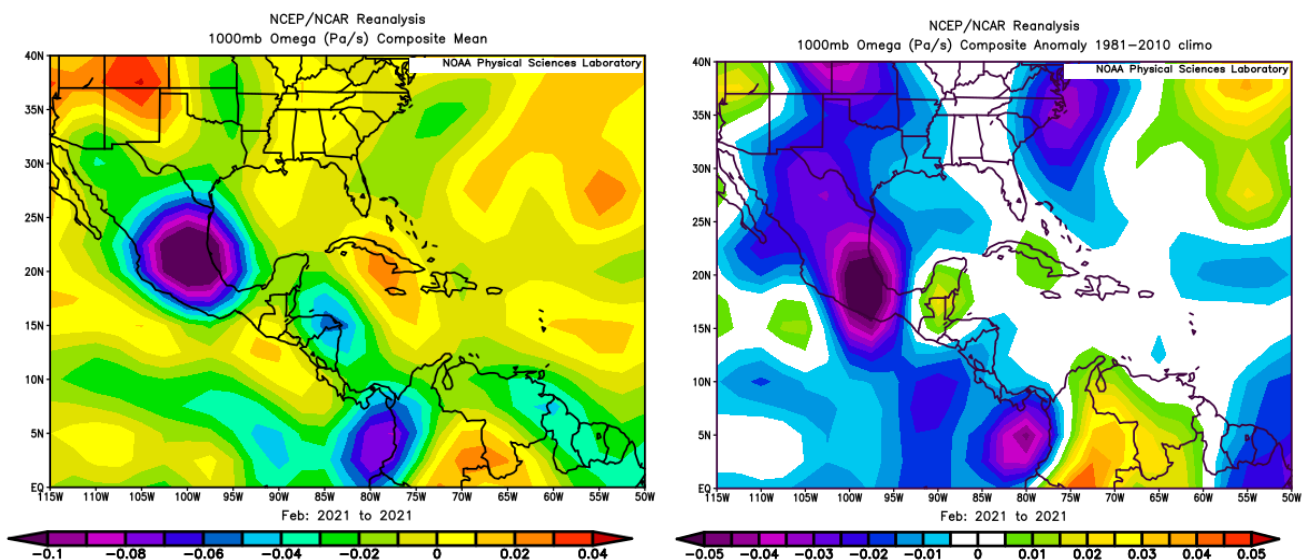 NCEP/NCAR Reanalysis
1000mb Omega (Pa/s) Composite Mean
NOAA Physical Sciences Laboratory
40N
35N
30N
25N
20N
15N
10N
5N
EQ
115W 110W 105W 100W 95W 90W 85W 80W 75W 70W 65W 60W 55W 50W
Feb: 2021 to 2021
-0.1 -0.08 -0.06 -0.04 -0.02 0 0.02 0.04
NCEP/NCAR Reanalysis
1000mb Omega (Pa/s) Composite Anomaly 1981-2010 climo
NOAA Physical Sciences Laboratory
40N
35N
30N
25N
20N
15N
10N
5N
EQ
115W 110W 105W 100W 95W 90W 85W 80W 75W 70W 65W 60W 55W 50W
Feb: 2021 to 2021
-0.05 -0.04 -0.03 -0.02 -0.01 0 0.01 0.02 0.03 0.04 0.05